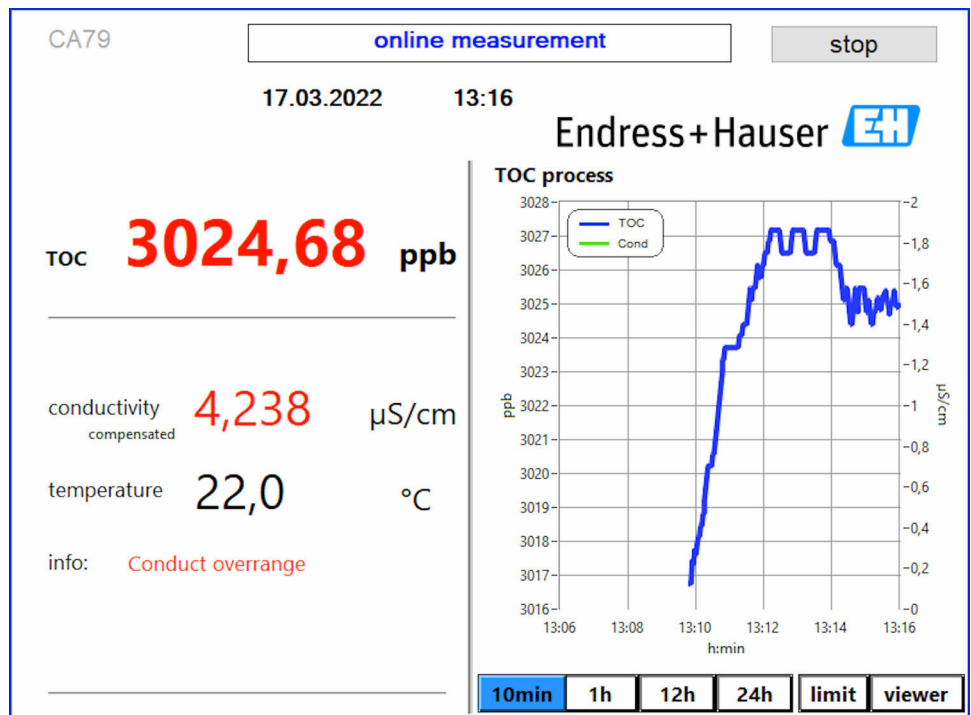 CA79
online measurement
stop
17.03.2022 13:16
Endress+Hauser EH
TOC 3024,68 ppb
conductivity 4,238 µS/cm
compensated
temperature 22,0 °C
info: Conduct overrange
TOC process
TOC
Cond
3028
3027
3026
3025
3024
3023
3022
3021
3020
3019
3018
3017
3016
ppb
2
1,8
1,6
1,4
1,2
1
0,8
0,6
0,4
0,2
0
µS/cm
13:06 13:08 13:10 13:12 13:14 13:16
h:min
10min 1h 12h 24h limit viewer